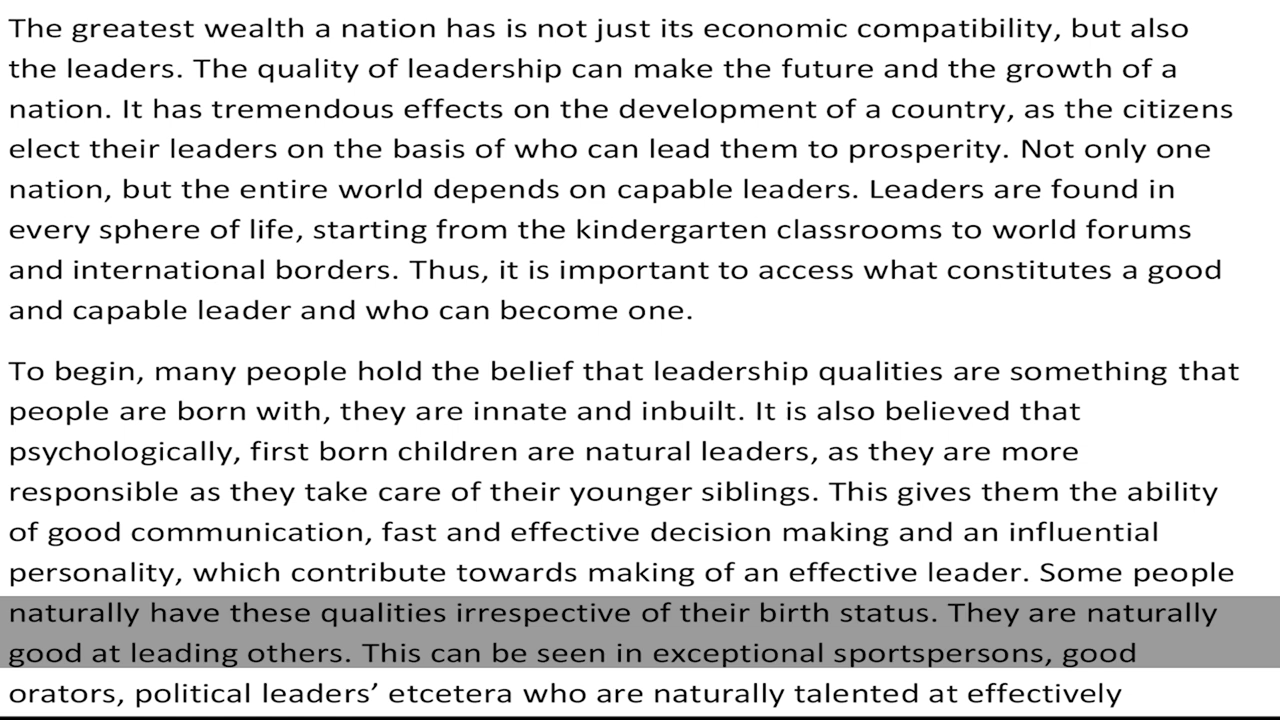 The greatest wealth a nation has is not just its economic compatibility, but also
the leaders. The quality of leadership can make the future and the growth of a
nation. It has tremendous effects on the development of a country, as the citizens
elect their leaders on the basis of who can lead them to prosperity. Not only one
nation, but the entire world depends on capable leaders. Leaders are found in
every sphere of life, starting from the kindergarten classrooms to world forums
and international borders. Thus, it is important to access what constitutes a good
and capable leader and who can become one.
To begin, many people hold the belief that leadership qualities are something that
people are born with, they are innate and inbuilt. It is also believed that
psychologically, first born children are natural leaders, as they are more
responsible as they take care of their younger siblings. This gives them the ability
of good communication, fast and effective decision making and an influential
personality, which contribute towards making of an effective leader. Some people
naturally have these qualities irrespective of their birth status. They are naturally
good at leading others. This can be seen in exceptional sportspersons, good
orators, political leaders’ etcetera who are naturally talented at effectively